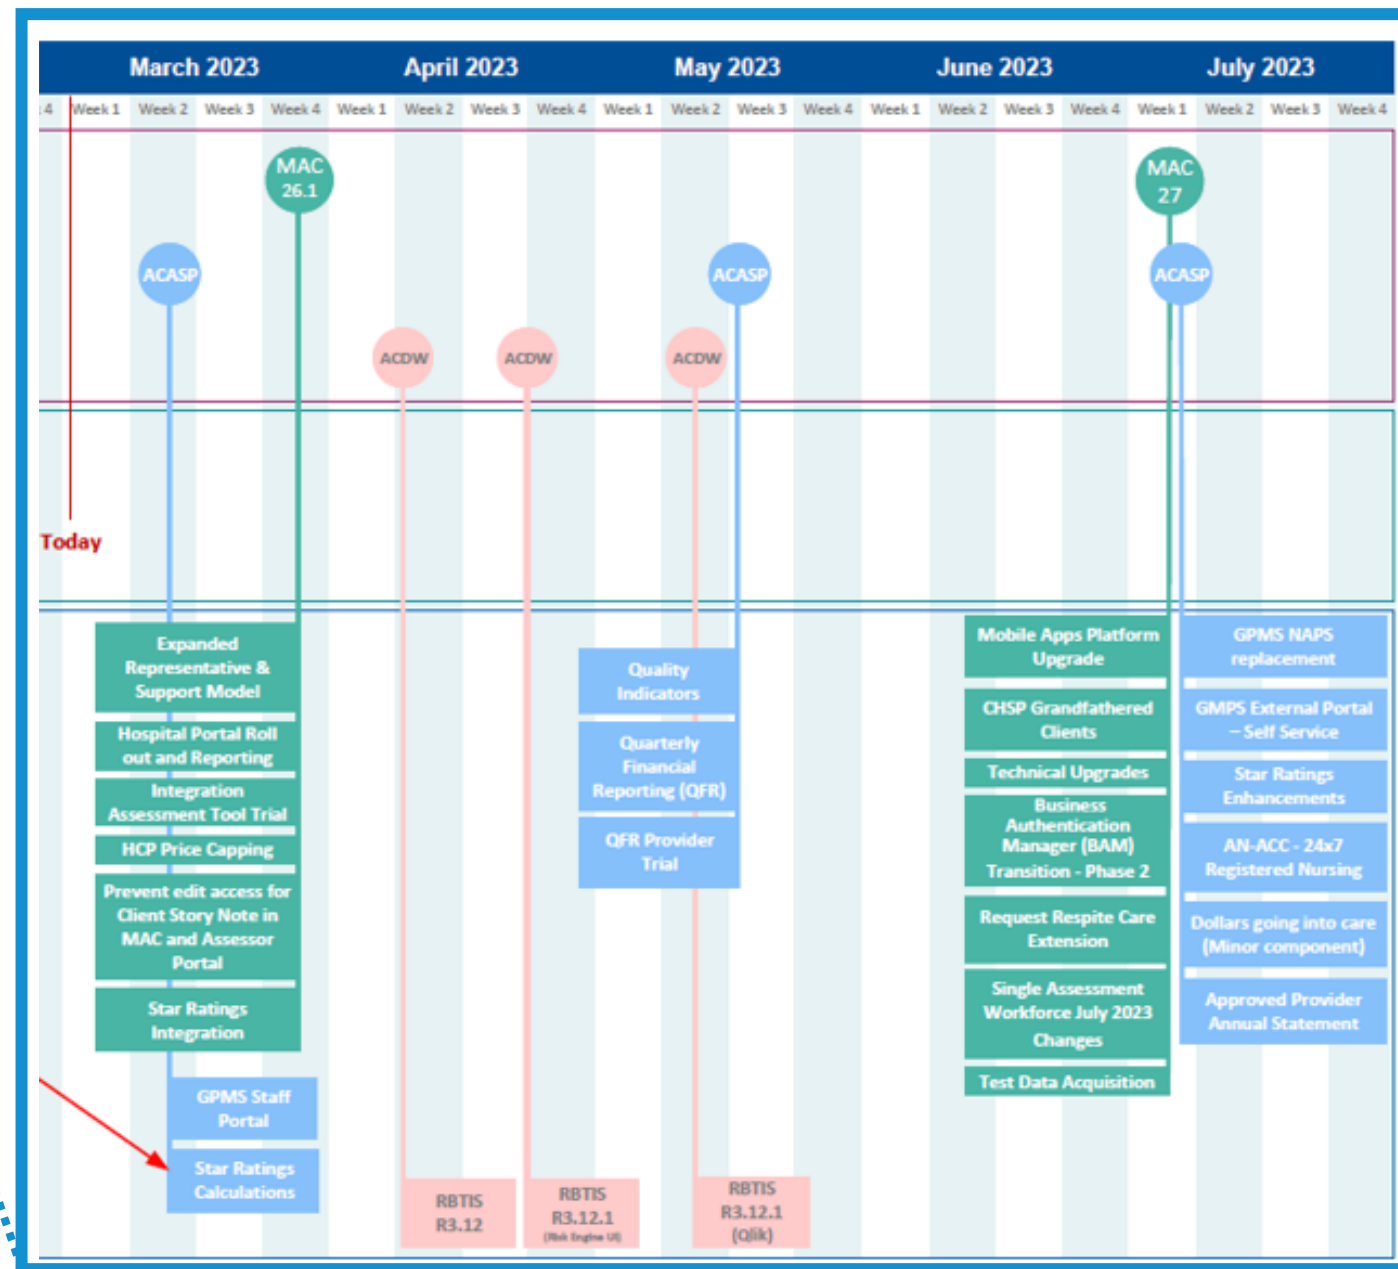 March 2023
April 2023
May 2023
June 2023
July 2023
4 Week 1 Week 2 Week 3 Week 4 Week 1 Week 2 Week 3 Week 4 Week 1 Week 2 Week 3 Week 4 Week 1 Week 2 Week 3 Week 4 Week 1 Week 2 Week 3 Week 4
MAC
26.1
MAC
27
ACASP
ACASP
ACASP
ACDW
ACDW
ACDW
Today
Expanded
Representative &
Support Model
Hospital Portal Roll
out and Reporting
Integration
Assessment Tool Trial
HCP Price Capping
Prevent edit access for
Client Story Note in
MAC and Assessor
Portal
Star Ratings
Integration
GPMS Staff
Portal
Star Ratings
Calculations
RBTIS
R3.12
RBTIS
R3.12.1
(Risk Engine UI)
RBTIS
R3.12.1
(Qlik)
Quality
Indicators
Quarterly
Financial
Reporting (QFR)
QFR Provider
Trial
Mobile Apps Platform
Upgrade
CHSP Grandfathered
Clients
Technical Upgrades
Business
Authentication
Manager (BAM)
Transition - Phase 2
Request Respite Care
Extension
Single Assessment
Workforce July 2023
Changes
Test Data Acquisition
GPMS NAPS
replacement
GMPS External Portal
– Self Service
Star Ratings
Enhancements
AN-ACC - 24x7
Registered Nursing
Dollars going into care
(Minor component)
Approved Provider
Annual Statement